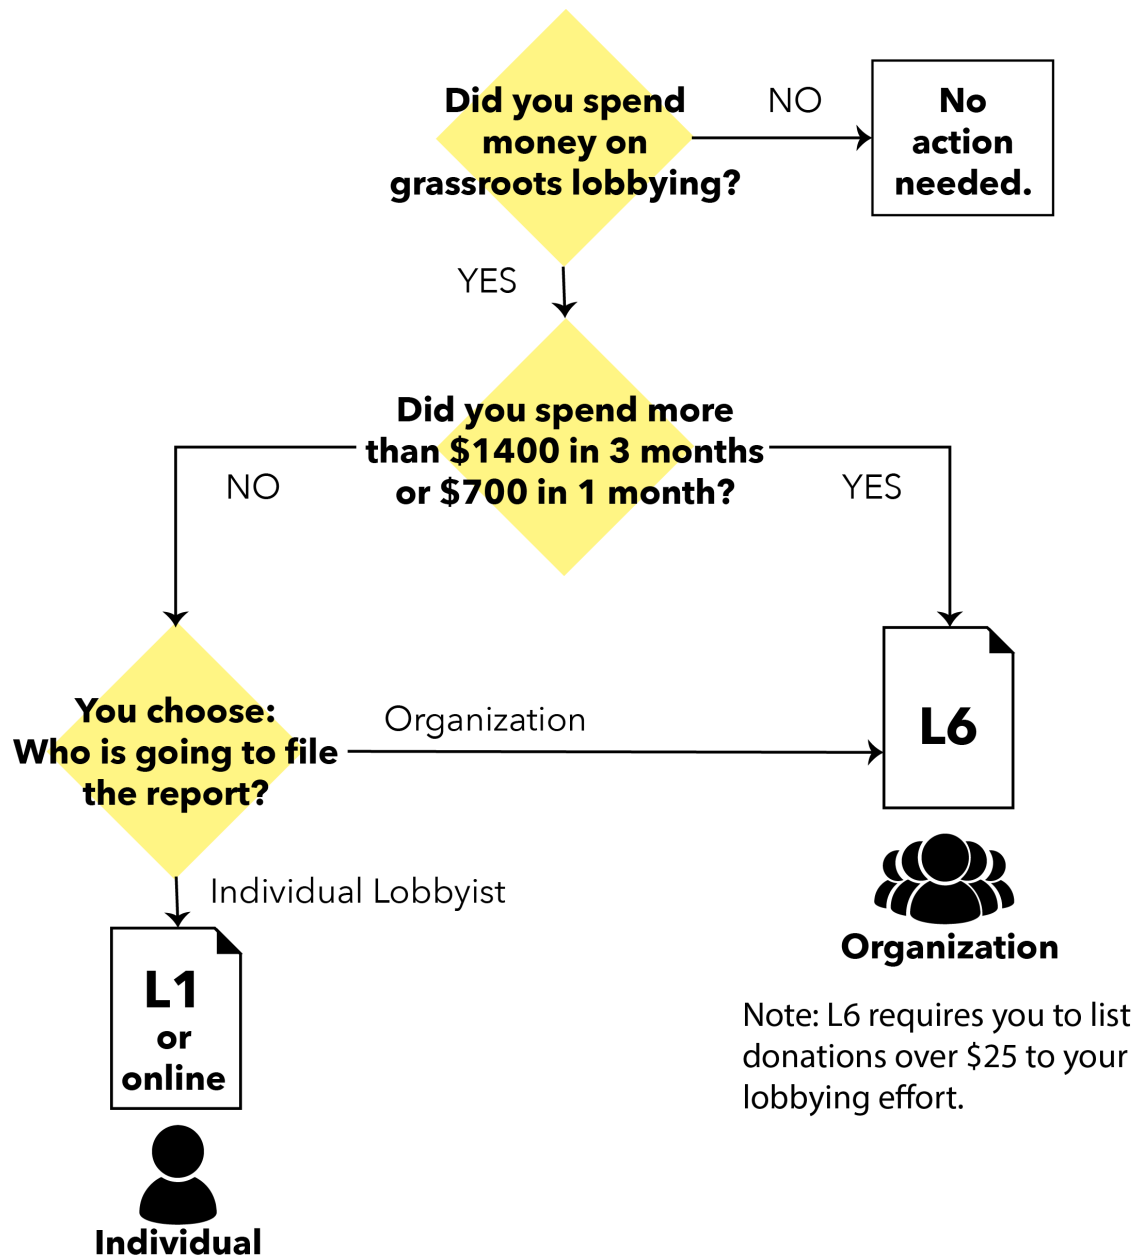 Did you spend
money on
grassroots lobbying?
NO
No
action
needed.
YES
Did you spend more
than $1400 in 3 months
or $700 in 1 month?
NO
YES
You choose:
Who is going to file
the report?
Organization
L6
Individual Lobbyist
Organization
L1
or
online
Note: L6 requires you to list
donations over $25 to your
lobbying effort.
Individual